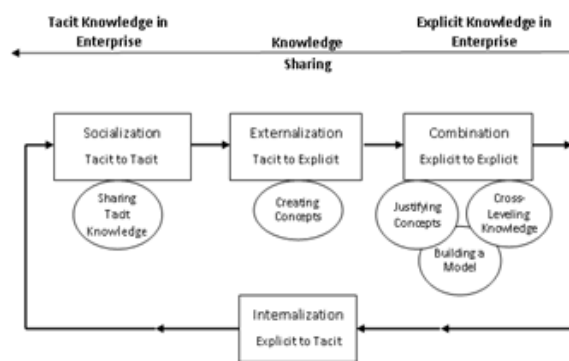 Tacit Knowledge in
Enterprise
Knowledge
Sharing
Explicit Knowledge in
Enterprise
Socialization
Tacit to Tacit
Externalization
Tacit to Explicit
Combination
Explicit to Explicit
Sharing
Tacit
Knowledge
Creating
Concepts
Justifying
Concepts
Cross-
Leveling
Knowledge
Building a
Model
Internalization
Explicit to Tacit